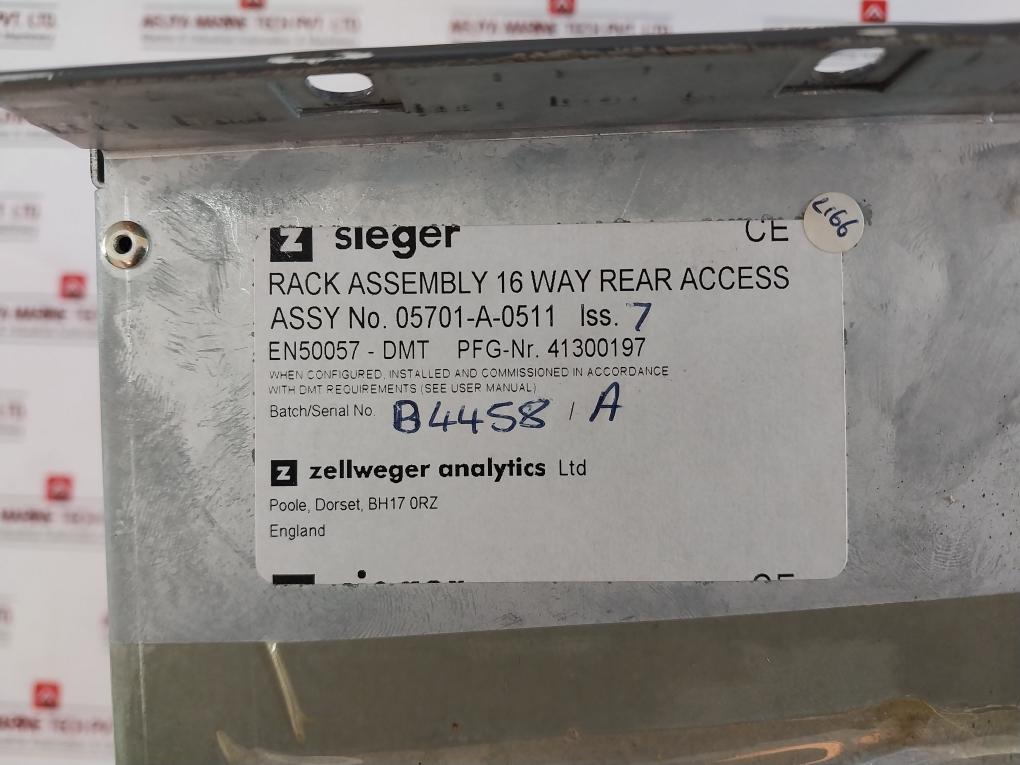 sieger CE
2166
RACK ASSEMBLY 16 WAY REAR ACCESS
ASSY No. 05701-A-0511 Iss. 7
EN50057 - DMT PFG-Nr. 41300197
WHEN CONFIGURED, INSTALLED AND COMMISSIONED IN ACCORDANCE
WITH DMT REQUIREMENTS (SEE USER MANUAL)
Batch/Serial No. B4458 / A
z zellweger analytics Ltd
Poole, Dorset, BH17 0RZ
England